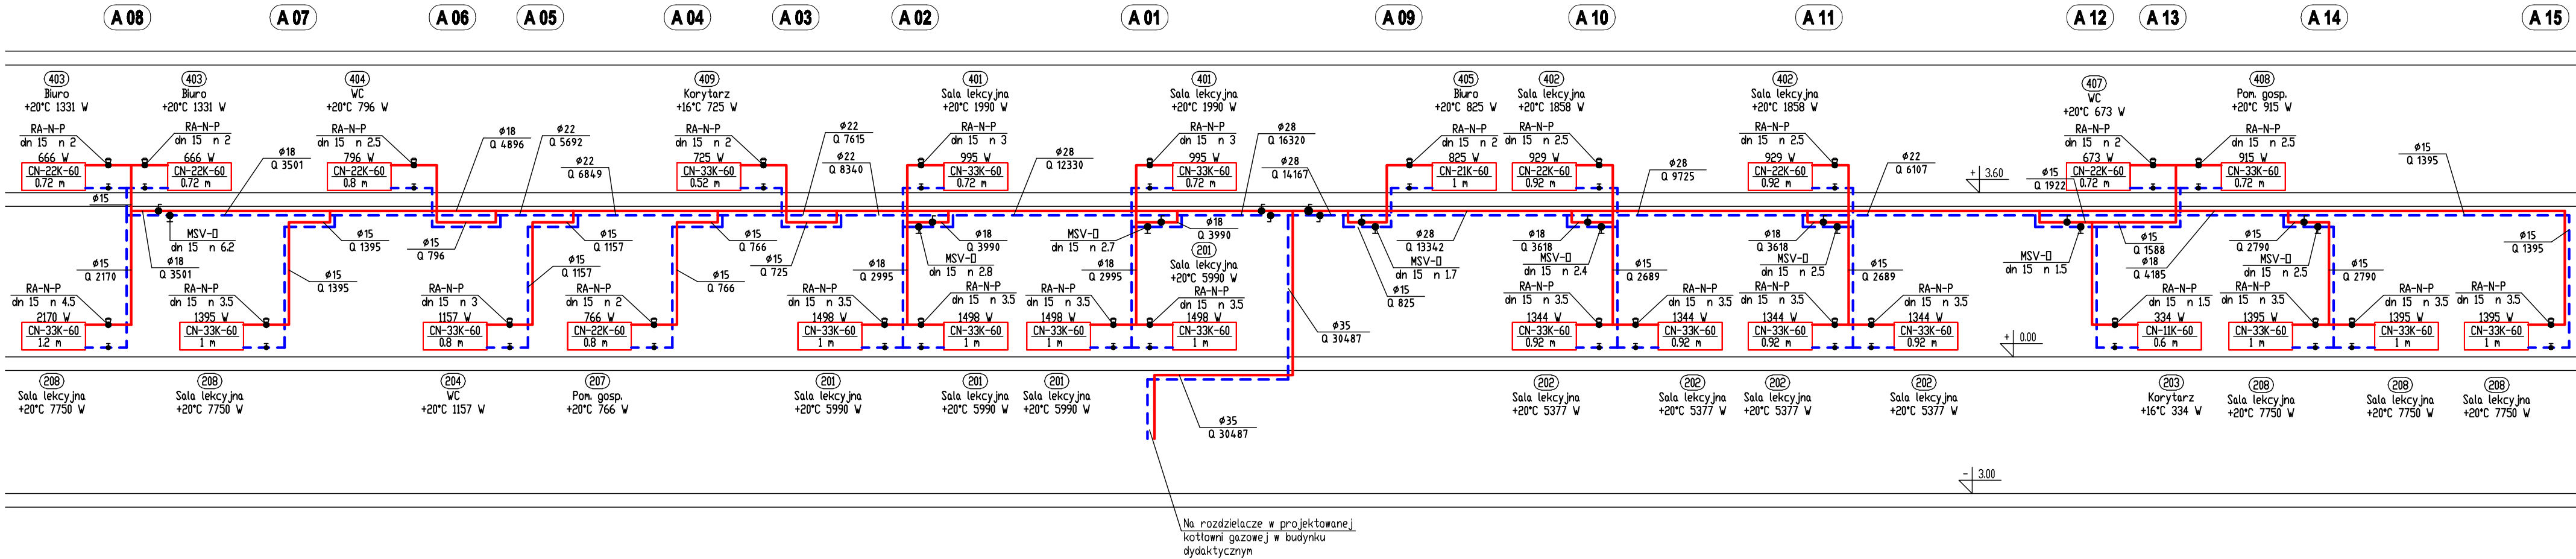 A 08
A 07
A 06
A 05
A 04
A 03
A 02
A 01
A 09
A 10
A 11
A 12
A 13
A 14
A 15
403
Biuro
+20°C 1331 W
403
Biuro
+20°C 1331 W
404
WC
+20°C 796 W
409
Korytarz
+16°C 725 W
401
Sala lekcyjna
+20°C 1990 W
401
Sala lekcyjna
+20°C 1990 W
405
Biuro
+20°C 825 W
402
Sala lekcyjna
+20°C 1858 W
402
Sala lekcyjna
+20°C 1858 W
407
WC
+20°C 673 W
408
Pom. gosp.
+20°C 915 W
RA-N-P
dn 15 n 2
666 W
CN-22K-60
0.72 m
RA-N-P
dn 15 n 2
666 W
CN-22K-60
0.72 m
ø18
Q 3501
RA-N-P
dn 15 n 2.5
796 W
CN-22K-60
0.8 m
ø18
Q 4896
ø22
Q 5692
ø22
Q 6849
RA-N-P
dn 15 n 2
725 W
CN-33K-60
0.52 m
ø22
Q 7615
ø22
Q 8340
RA-N-P
dn 15 n 3
995 W
CN-33K-60
0.72 m
ø28
Q 12330
RA-N-P
dn 15 n 3
995 W
CN-33K-60
0.72 m
ø28
Q 16320
ø28
Q 14167
RA-N-P
dn 15 n 2
825 W
CN-21K-60
1 m
RA-N-P
dn 15 n 2.5
929 W
CN-22K-60
0.92 m
ø28
Q 9725
RA-N-P
dn 15 n 2.5
929 W
CN-22K-60
0.92 m
ø22
Q 6107
+ 3.60
ø15
Q 1922
RA-N-P
dn 15 n 2
673 W
CN-22K-60
0.72 m
RA-N-P
dn 15 n 2.5
915 W
CN-33K-60
0.72 m
ø15
Q 1395
ø15
MSV-O
dn 15 n 6.2
ø15
Q 2170
ø18
Q 3501
ø15
Q 1395
ø15
Q 1395
ø15
Q 796
ø15
Q 1157
ø15
Q 1157
ø15
Q 766
ø15
Q 766
ø15
Q 725
ø18
Q 2995
ø18
Q 3990
MSV-O
dn 15 n 2.8
MSV-O
dn 15 n 2.7
ø18
Q 2995
ø18
Q 3990
201
Sala lekcyjna
+20°C 5990 W
ø28
Q 13342
MSV-O
dn 15 n 1.7
ø15
Q 825
ø18
Q 3618
MSV-O
dn 15 n 2.4
ø15
Q 2689
ø18
Q 3618
MSV-O
dn 15 n 2.5
ø15
Q 2689
MSV-O
dn 15 n 1.5
ø15
Q 1588
ø18
Q 4185
ø15
Q 2790
MSV-O
dn 15 n 2.5
ø15
Q 2790
ø15
Q 1395
RA-N-P
dn 15 n 4.5
2170 W
CN-33K-60
1.2 m
RA-N-P
dn 15 n 3.5
1395 W
CN-33K-60
1 m
RA-N-P
dn 15 n 3
1157 W
CN-33K-60
0.8 m
RA-N-P
dn 15 n 2
766 W
CN-22K-60
0.8 m
RA-N-P
dn 15 n 3.5
1498 W
CN-33K-60
1 m
RA-N-P
dn 15 n 3.5
1498 W
CN-33K-60
1 m
RA-N-P
dn 15 n 3.5
1498 W
CN-33K-60
1 m
RA-N-P
dn 15 n 3.5
1498 W
CN-33K-60
1 m
ø35
Q 30487
RA-N-P
dn 15 n 3.5
1344 W
CN-33K-60
0.92 m
RA-N-P
dn 15 n 3.5
1344 W
CN-33K-60
0.92 m
RA-N-P
dn 15 n 3.5
1344 W
CN-33K-60
0.92 m
RA-N-P
dn 15 n 3.5
1344 W
CN-33K-60
0.92 m
+ 0.00
RA-N-P
dn 15 n 1.5
334 W
CN-11K-60
0.6 m
RA-N-P
dn 15 n 3.5
1395 W
CN-33K-60
1 m
RA-N-P
dn 15 n 3.5
1395 W
CN-33K-60
1 m
RA-N-P
dn 15 n 3.5
1395 W
CN-33K-60
1 m
208
Sala lekcyjna
+20°C 7750 W
208
Sala lekcyjna
+20°C 7750 W
204
WC
+20°C 1157 W
207
Pom. gosp.
+20°C 766 W
201
Sala lekcyjna
+20°C 5990 W
201
Sala lekcyjna
+20°C 5990 W
201
Sala lekcyjna
+20°C 5990 W
202
Sala lekcyjna
+20°C 5377 W
202
Sala lekcyjna
+20°C 5377 W
202
Sala lekcyjna
+20°C 5377 W
202
Sala lekcyjna
+20°C 5377 W
203
Korytarz
+16°C 334 W
208
Sala lekcyjna
+20°C 7750 W
208
Sala lekcyjna
+20°C 7750 W
208
Sala lekcyjna
+20°C 7750 W
ø35
Q 30487
- 3.00
Na rozdzielacze w projektowanej
kotłowni gazowej w budynku
dydaktycznym